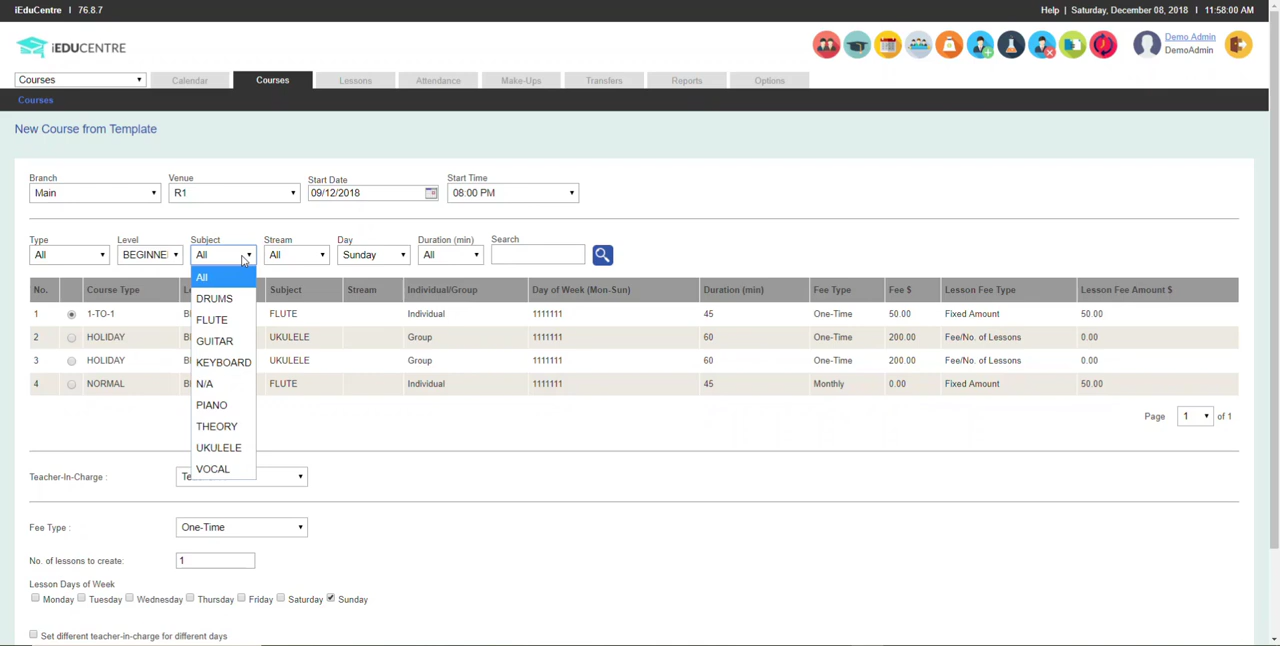 iEduCentre | 76.8.7 Help | Saturday, December 08, 2018 | 11:58:00 AM
iEDUCENTRE Demo Admin
DemoAdmin
Courses Calendar Courses Lessons Attendance Make-Ups Transfers Reports Options
Courses
New Course from Template
Branch Venue Start Date Start Time
Main R1 09/12/2018 08:00 PM
Type Level Subject Stream Day Duration (min) Search
All BEGINNE All All Sunday All
All
DRUMS
FLUTE
GUITAR
KEYBOARD
N/A
PIANO
THEORY
UKULELE
VOCAL
No. Course Type Subject Stream Individual/Group Day of Week (Mon-Sun) Duration (min) Fee Type Fee $ Lesson Fee Type Lesson Fee Amount $
1 1-TO-1 FLUTE Individual 1111111 45 One-Time 50.00 Fixed Amount 50.00
2 HOLIDAY UKULELE Group 1111111 60 One-Time 200.00 Fee/No. of Lessons 0.00
3 HOLIDAY UKULELE Group 1111111 60 One-Time 200.00 Fee/No. of Lessons 0.00
4 NORMAL FLUTE Individual 1111111 45 Monthly 0.00 Fixed Amount 50.00
Page 1 of 1
Teacher-In-Charge :
Fee Type : One-Time
No. of lessons to create: 1
Lesson Days of Week
Monday Tuesday Wednesday Thursday Friday Saturday Sunday
Set different teacher-in-charge for different days